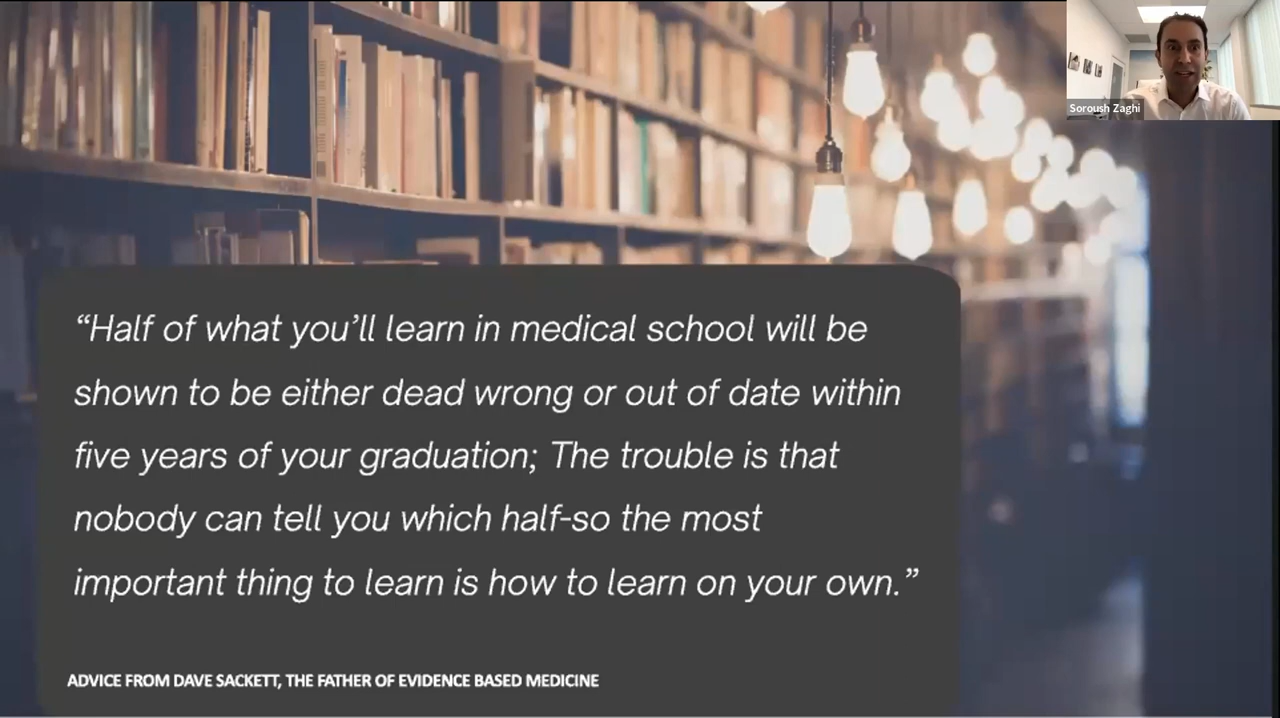 Soroush Zaghi
“Half of what you’ll learn in medical school will be
shown to be either dead wrong or out of date within
five years of your graduation; The trouble is that
nobody can tell you which half-so the most
important thing to learn is how to learn on your own.”
ADVICE FROM DAVE SACKETT, THE FATHER OF EVIDENCE BASED MEDICINE